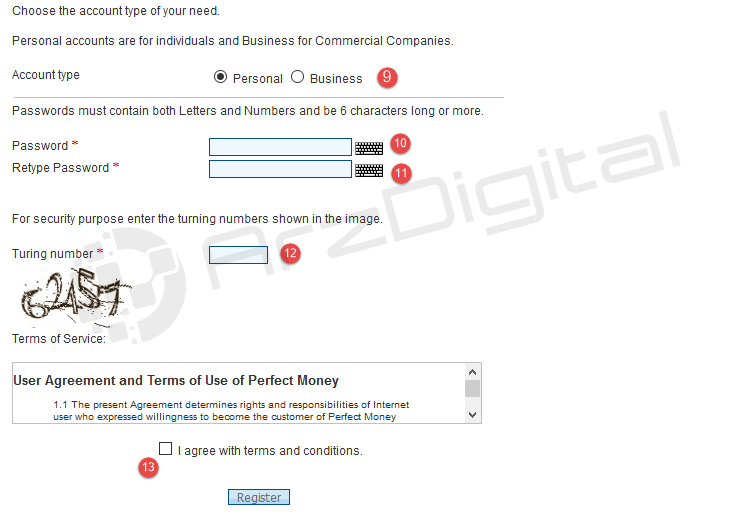 Choose the account type of your need.
Personal accounts are for individuals and Business for Commercial Companies.
Account type Personal Business 9
Passwords must contain both Letters and Numbers and be 6 characters long or more.
Password * 10
Retype Password * 11
ArzDigital
For security purpose enter the turning numbers shown in the image.
Turing number * 12
62157
Terms of Service:
User Agreement and Terms of Use of Perfect Money
1.1 The present Agreement determines rights and responsibilities of Internet
user who expressed willingness to become the customer of Perfect Money
I agree with terms and conditions.
13
Register